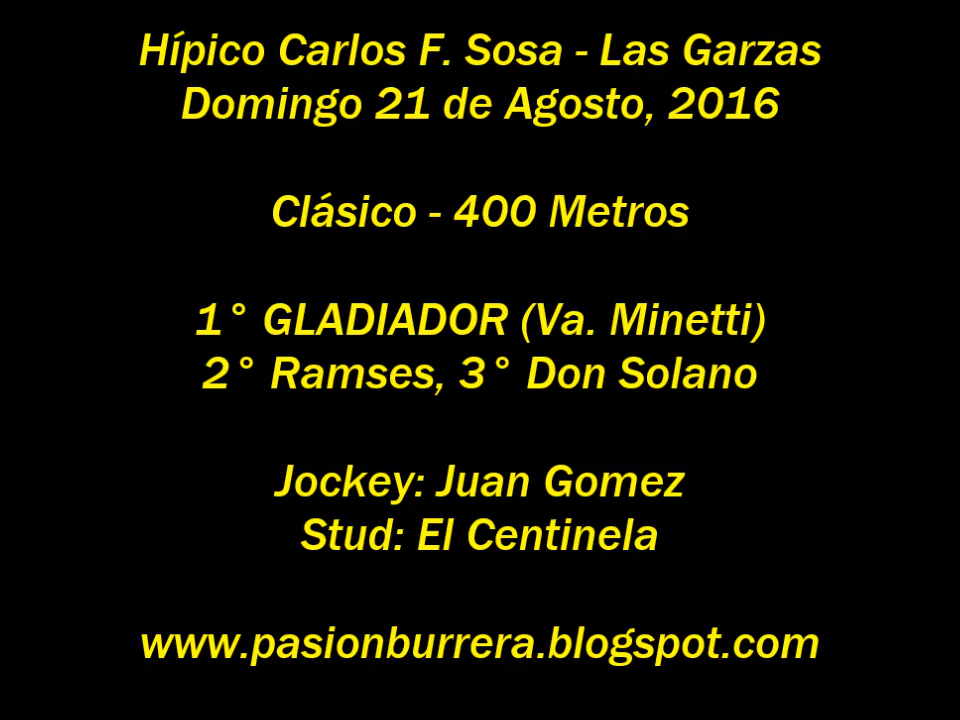 Hípico Carlos F. Sosa - Las Garzas
Domingo 21 de Agosto, 2016
Clásico - 400 Metros
1° GLADIADOR (Va. Minetti)
2° Ramses, 3° Don Solano
Jockey: Juan Gomez
Stud: El Centinela
www.pasionburrera.blogspot.com